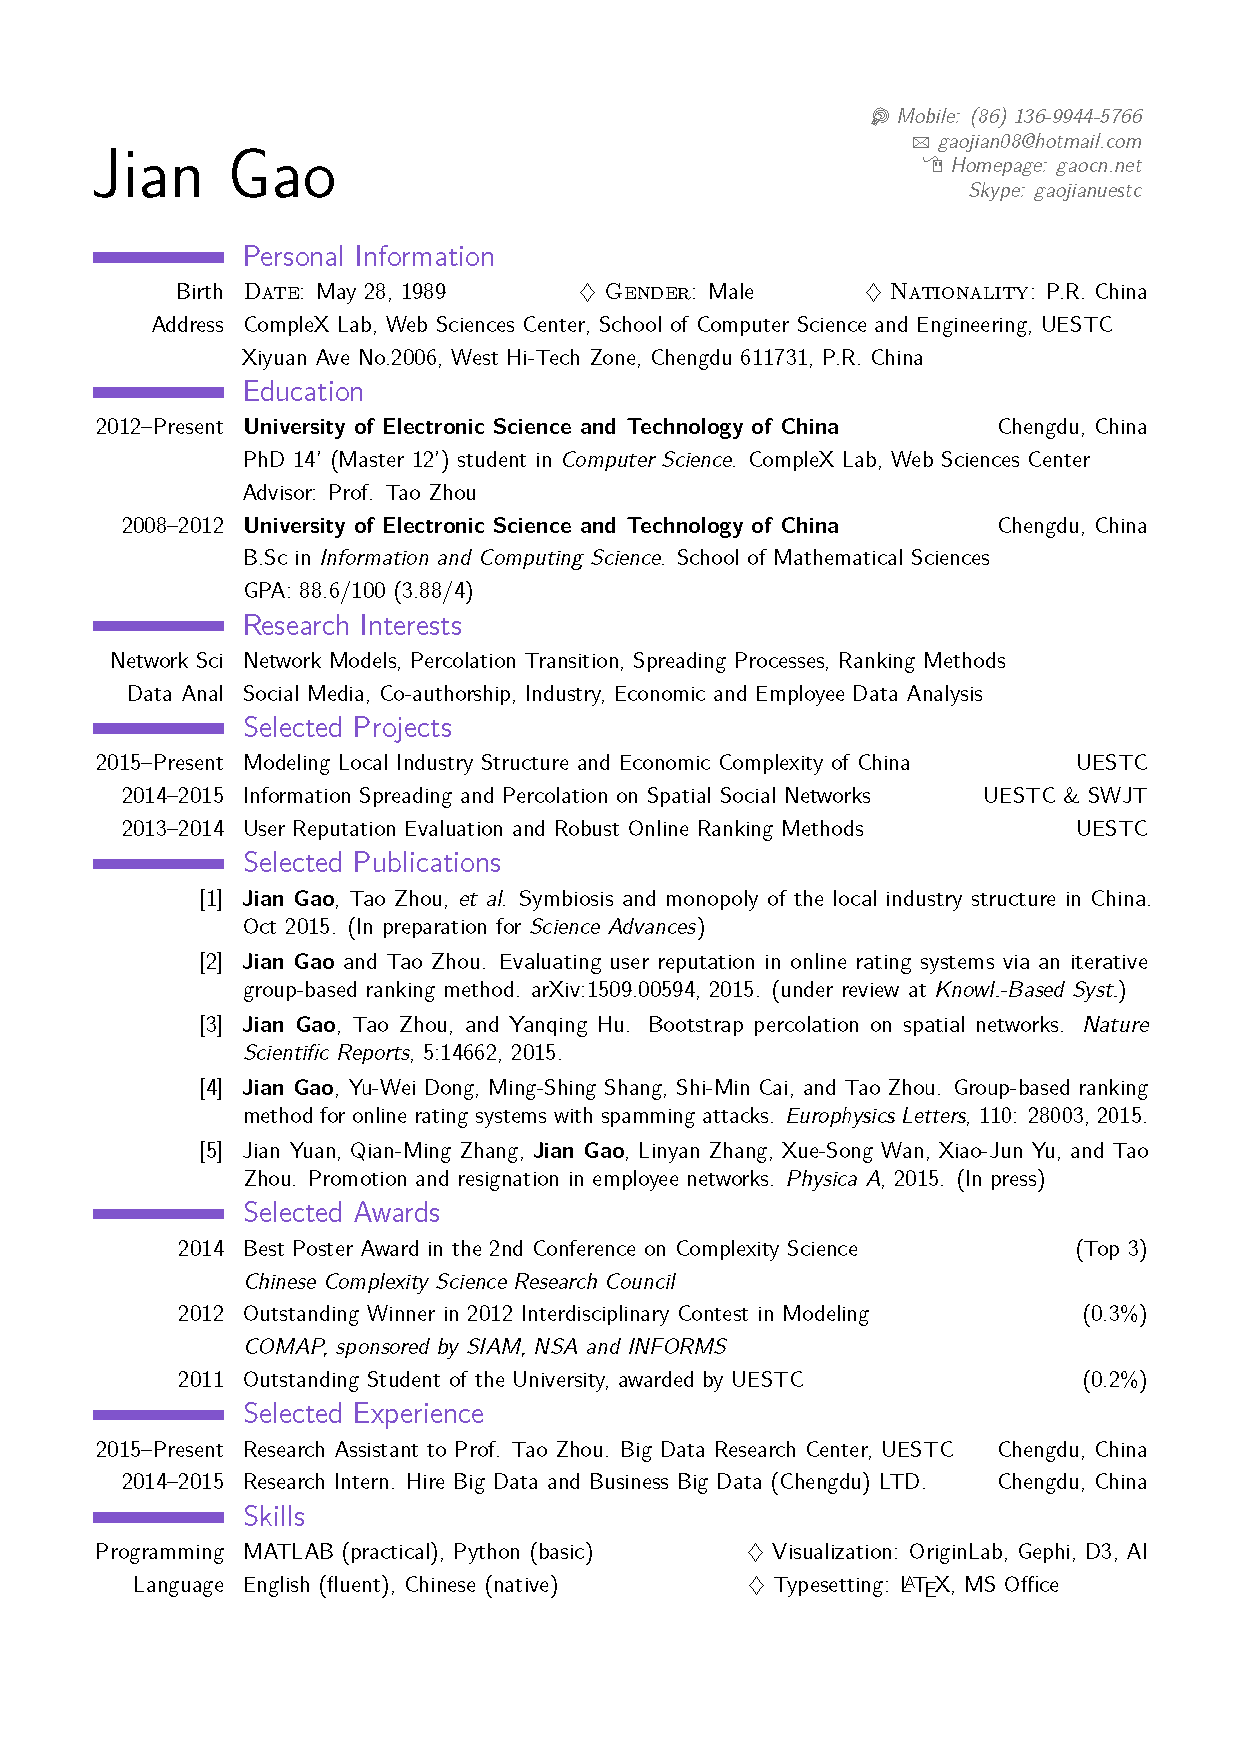 Mobile: (86) 136-9944-5766
gaojian08@hotmail.com
Homepage: gaocn.net
Skype: gaojianuestc
Jian Gao
Personal Information
Birth Date: May 28, 1989 ♢ Gender: Male ♢ Nationality: P.R. China
Address CompleX Lab, Web Sciences Center, School of Computer Science and Engineering, UESTC
Xiyuan Ave No.2006, West Hi-Tech Zone, Chengdu 611731, P.R. China
Education
2012–Present University of Electronic Science and Technology of China Chengdu, China
PhD 14' (Master 12') student in Computer Science. CompleX Lab, Web Sciences Center
Advisor: Prof. Tao Zhou
2008–2012 University of Electronic Science and Technology of China Chengdu, China
B.Sc in Information and Computing Science. School of Mathematical Sciences
GPA: 88.6/100 (3.88/4)
Research Interests
Network Sci Network Models, Percolation Transition, Spreading Processes, Ranking Methods
Data Anal Social Media, Co-authorship, Industry, Economic and Employee Data Analysis
Selected Projects
2015–Present Modeling Local Industry Structure and Economic Complexity of China UESTC
2014–2015 Information Spreading and Percolation on Spatial Social Networks UESTC & SWJT
2013–2014 User Reputation Evaluation and Robust Online Ranking Methods UESTC
Selected Publications
[1] Jian Gao, Tao Zhou, et al. Symbiosis and monopoly of the local industry structure in China.
Oct 2015. (In preparation for Science Advances)
[2] Jian Gao and Tao Zhou. Evaluating user reputation in online rating systems via an iterative
group-based ranking method. arXiv:1509.00594, 2015. (under review at Knowl.-Based Syst.)
[3] Jian Gao, Tao Zhou, and Yanqing Hu. Bootstrap percolation on spatial networks. Nature
Scientific Reports, 5:14662, 2015.
[4] Jian Gao, Yu-Wei Dong, Ming-Shing Shang, Shi-Min Cai, and Tao Zhou. Group-based ranking
method for online rating systems with spamming attacks. Europhysics Letters, 110: 28003, 2015.
[5] Jian Yuan, Qian-Ming Zhang, Jian Gao, Linyan Zhang, Xue-Song Wan, Xiao-Jun Yu, and Tao
Zhou. Promotion and resignation in employee networks. Physica A, 2015. (In press)
Selected Awards
2014 Best Poster Award in the 2nd Conference on Complexity Science (Top 3)
Chinese Complexity Science Research Council
2012 Outstanding Winner in 2012 Interdisciplinary Contest in Modeling (0.3%)
COMAP, sponsored by SIAM, NSA and INFORMS
2011 Outstanding Student of the University, awarded by UESTC (0.2%)
Selected Experience
2015–Present Research Assistant to Prof. Tao Zhou. Big Data Research Center, UESTC Chengdu, China
2014–2015 Research Intern. Hire Big Data and Business Big Data (Chengdu) LTD. Chengdu, China
Skills
Programming MATLAB (practical), Python (basic) ♢ Visualization: OriginLab, Gephi, D3, AI
Language English (fluent), Chinese (native) ♢ Typesetting: LATEX, MS Office